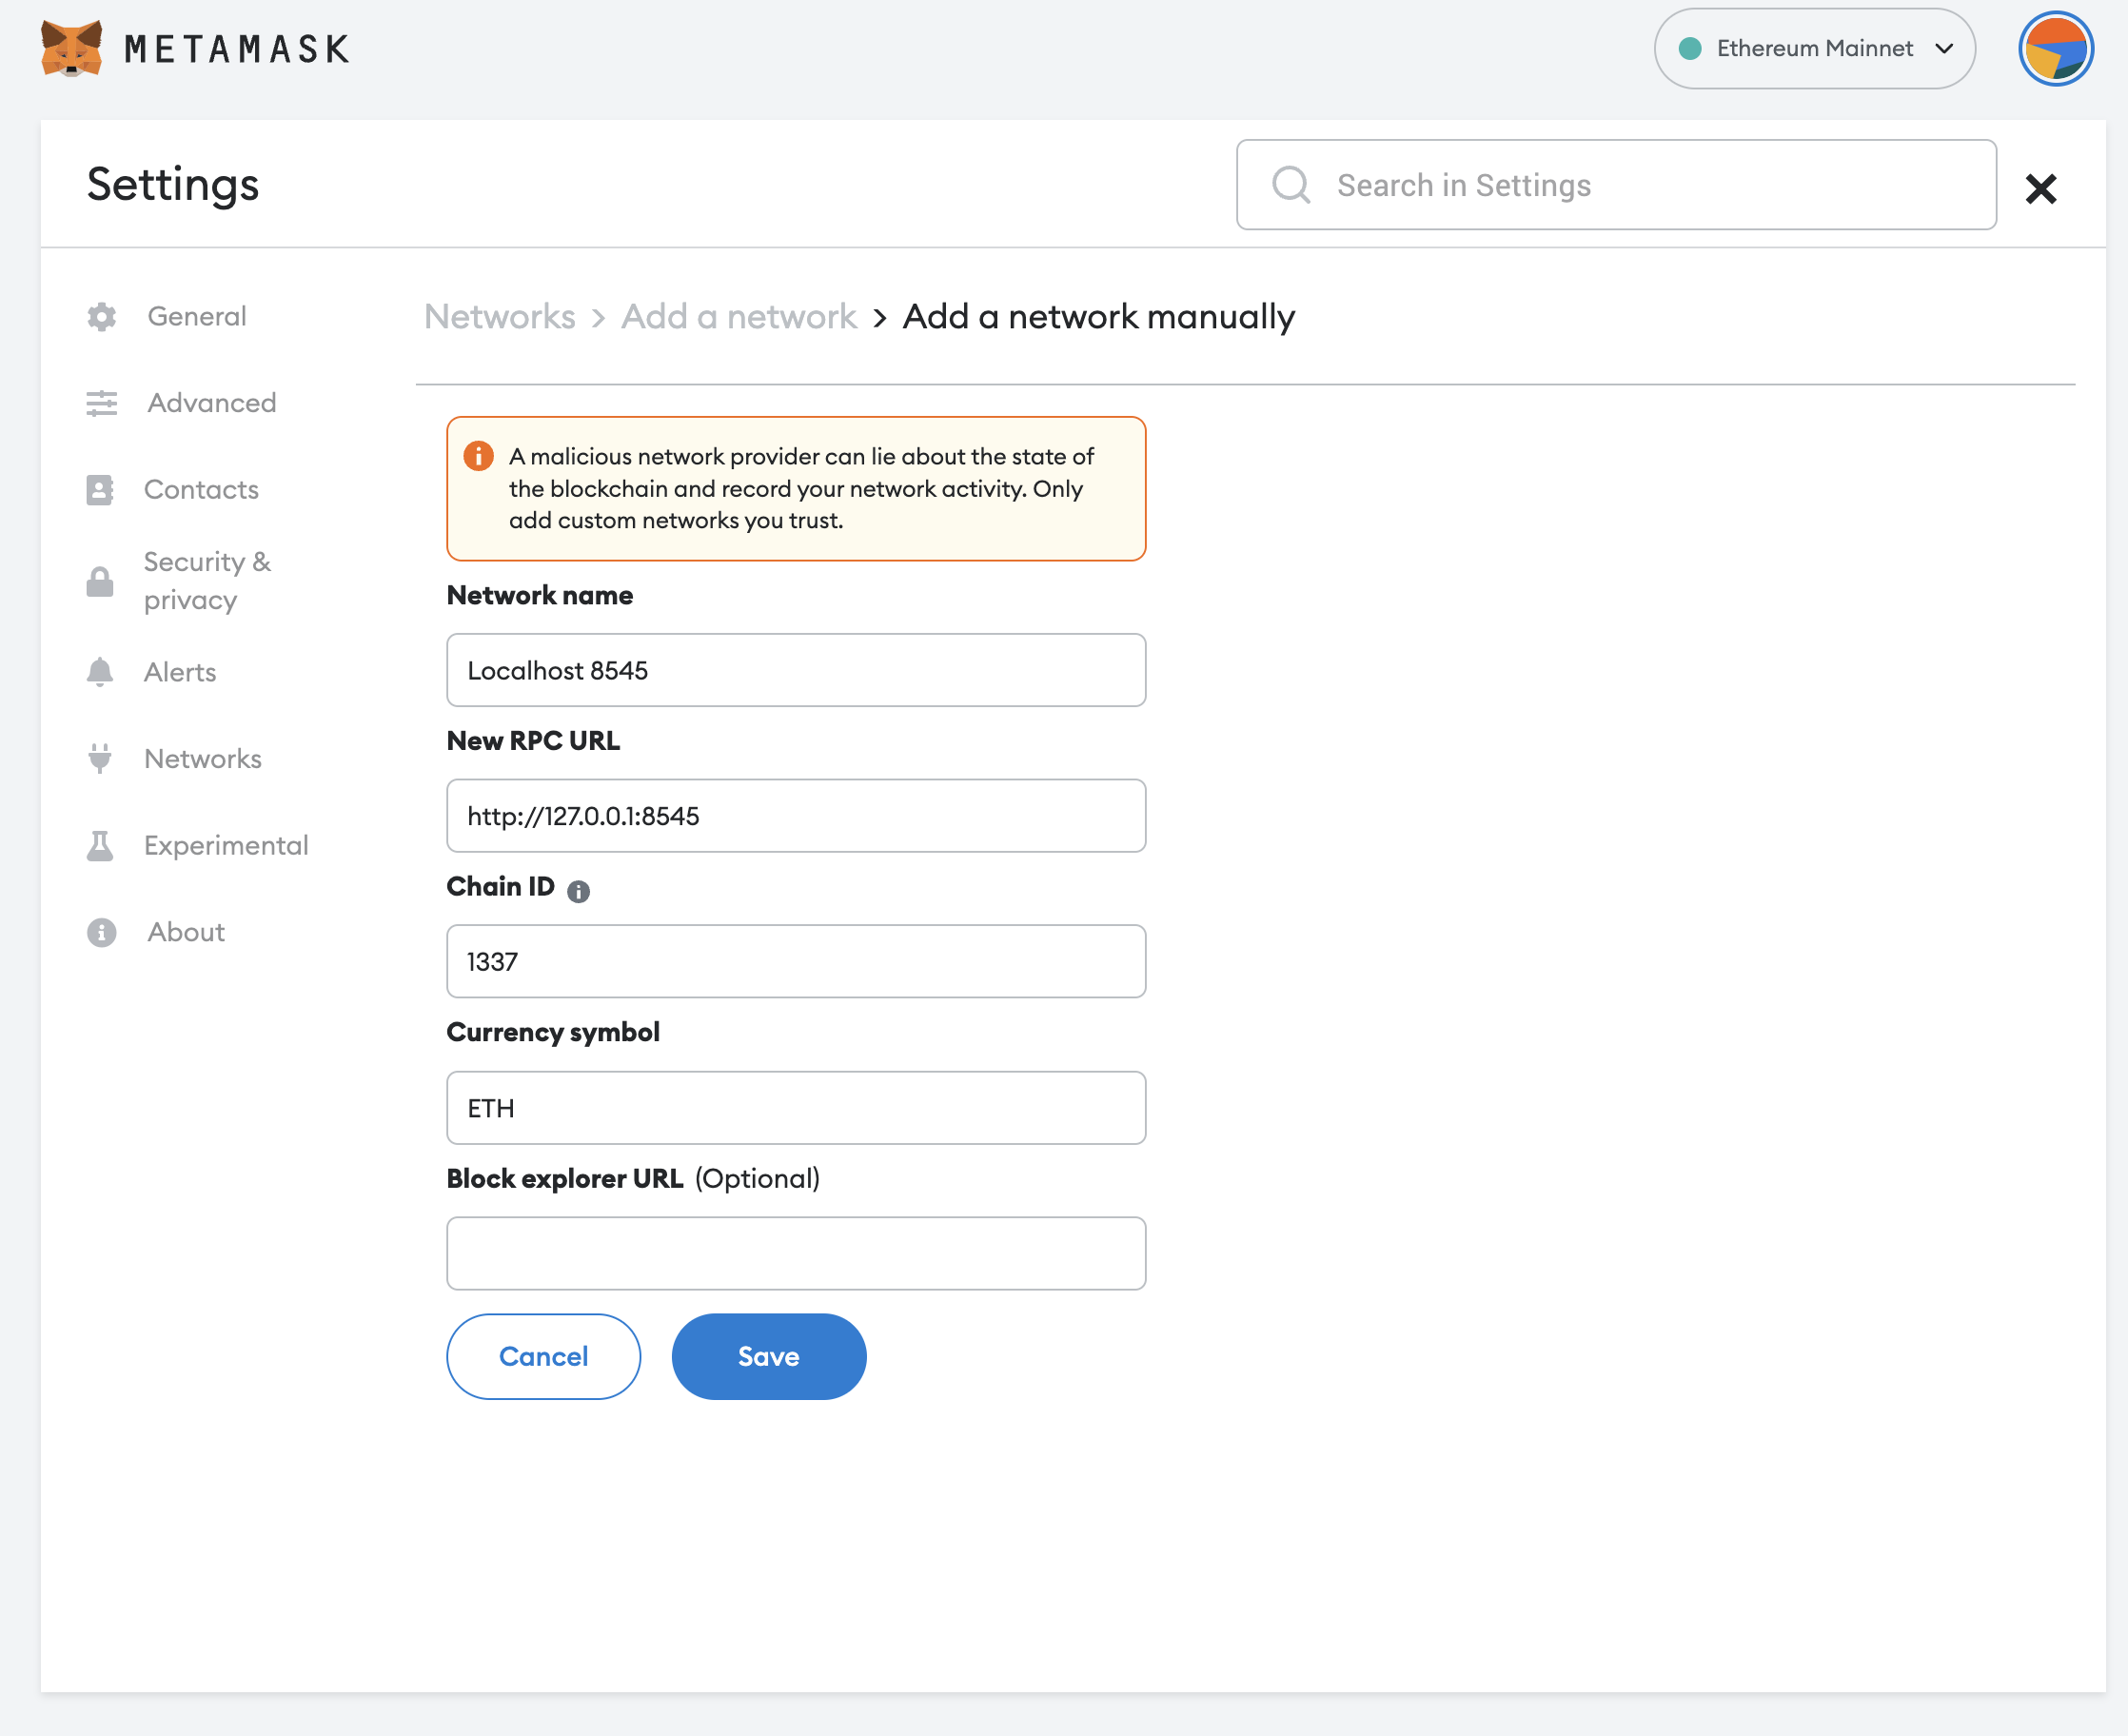 METAMASK
Ethereum Mainnet
Settings
Search in Settings
General
Advanced
Contacts
Security &
privacy
Alerts
Networks
Experimental
About
Networks > Add a network > Add a network manually
A malicious network provider can lie about the state of
the blockchain and record your network activity. Only
add custom networks you trust.
Network name
Localhost 8545
New RPC URL
http://127.0.0.1:8545
Chain ID
1337
Currency symbol
ETH
Block explorer URL (Optional)
Cancel
Save